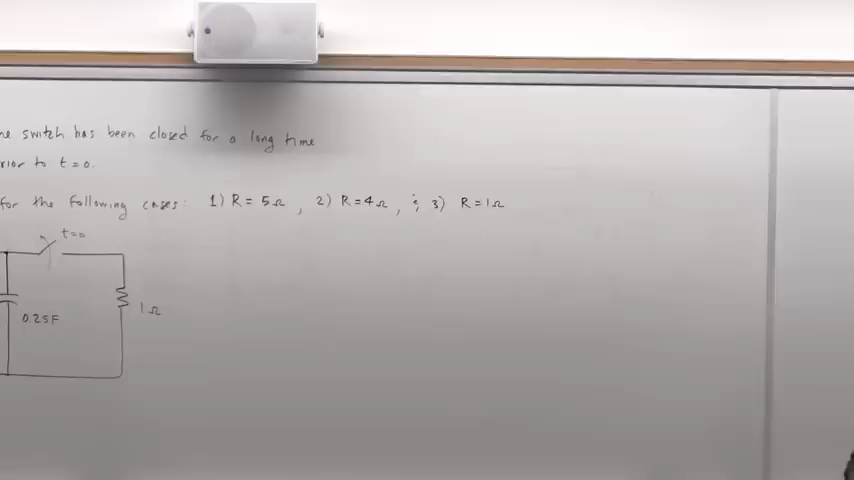 he switch has been closed for a long time
rior to t=0.
for the following cases: 1) R = 5Ω , 2) R = 4Ω , & 3) R = 1Ω
t=0
0.25F
1Ω